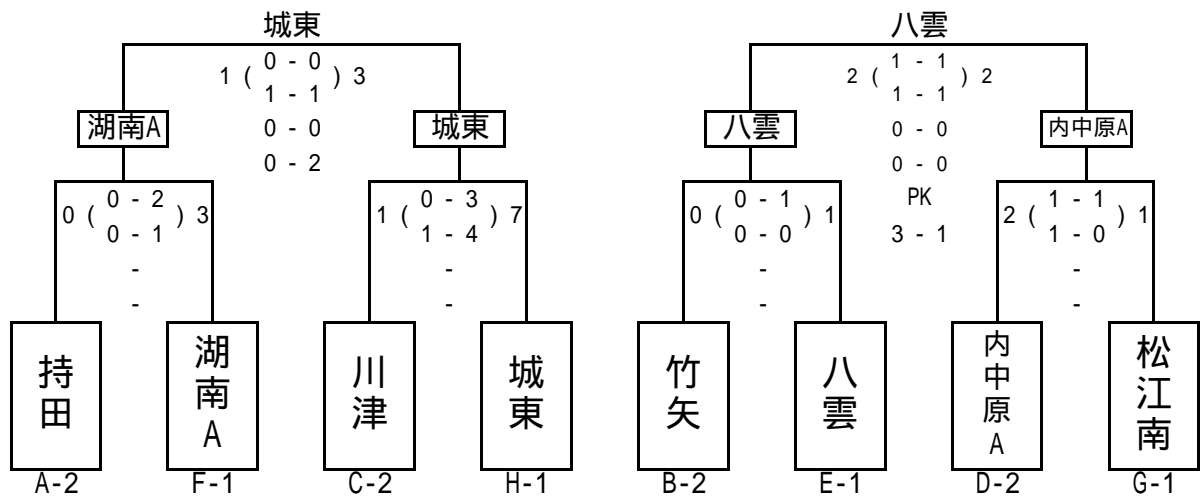 城東
八雲
1 ( 0 - 0 ) 3
1 - 1
0 - 0
0 - 2
2 ( 1 - 1 ) 2
1 - 1
0 - 0
0 - 0
PK
3 - 1
湖南A
城東
八雲
内中原A
0 ( 0 - 2 ) 3
0 - 1
-
-
1 ( 0 - 3 ) 7
1 - 4
-
-
0 ( 0 - 1 ) 1
0 - 0
-
-
2 ( 1 - 1 ) 1
1 - 0
-
-
持田
湖南A
川津
城東
竹矢
八雲
内中原A
松江南
A-2
F-1
C-2
H-1
B-2
E-1
D-2
G-1